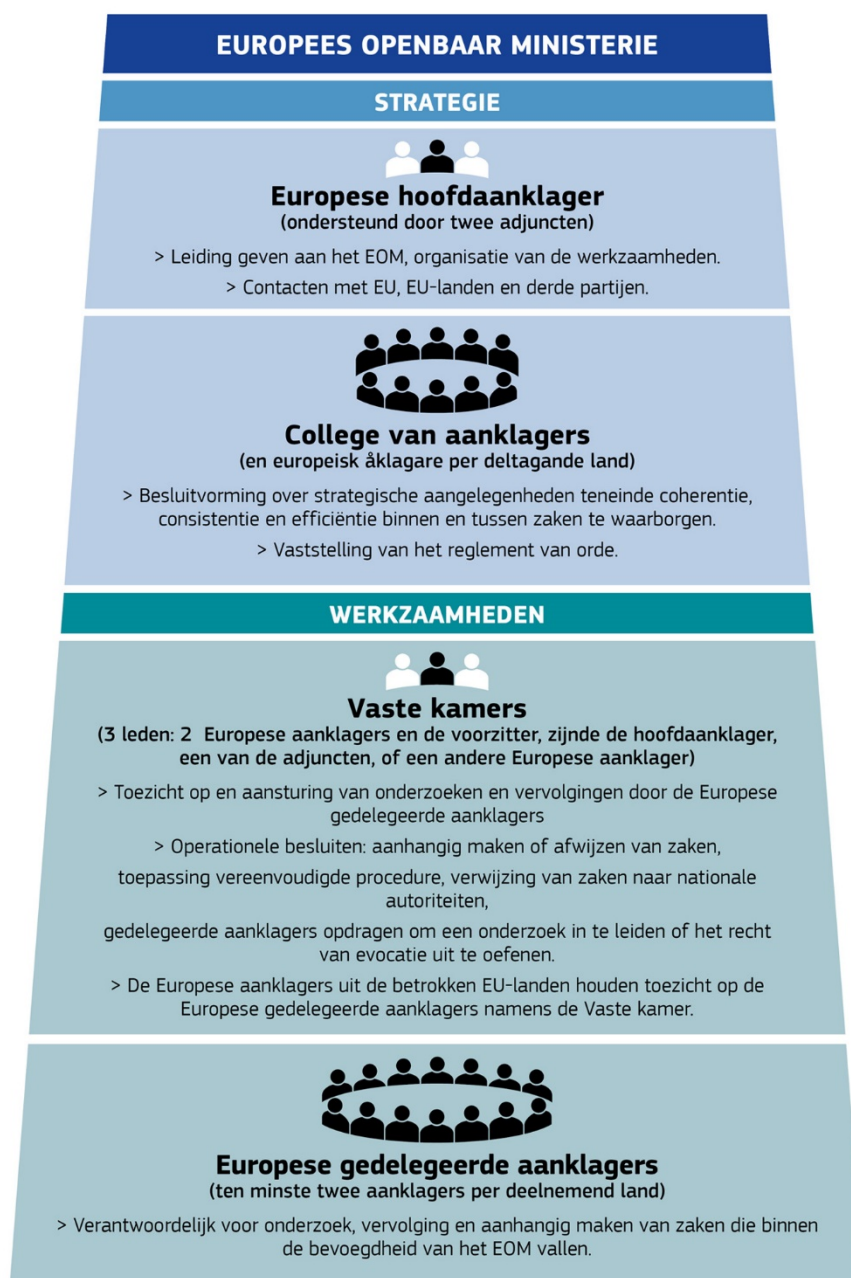 EUROPEES OPENBAAR MINISTERIE
STRATEGIE
Europese hoofdaanklager
(ondersteund door twee adjuncten)
> Leiding geven aan het EOM, organisatie van de werkzaamheden.
> Contacten met EU, EU-landen en derde partijen.
College van aanklagers
(en europeisk åklagare per deltagande land)
> Besluitvorming over strategische aangelegenheden teneinde coherentie,
consistentie en efficiëntie binnen en tussen zaken te waarborgen.
> Vaststelling van het reglement van orde.
WERKZAAMHEDEN
Vaste kamers
(3 leden: 2 Europese aanklagers en de voorzitter, zijnde de hoofdaanklager,
een van de adjuncten, of een andere Europese aanklager)
> Toezicht op en aansturing van onderzoeken en vervolgingen door de Europese
gedelegeerde aanklagers
> Operationele besluiten: aanhangig maken of afwijzen van zaken,
toepassing vereenvoudigde procedure, verwijzing van zaken naar nationale
autoriteiten,
gedelegeerde aanklagers opdragen om een onderzoek in te leiden of het recht
van evocatie uit te oefenen.
> De Europese aanklagers uit de betrokken EU-landen houden toezicht op de
Europese gedelegeerde aanklagers namens de Vaste kamer.
Europese gedelegeerde aanklagers
(ten minste twee aanklagers per deelnemend land)
> Verantwoordelijk voor onderzoek, vervolging en aanhangig maken van zaken die binnen
de bevoegdheid van het EOM vallen.